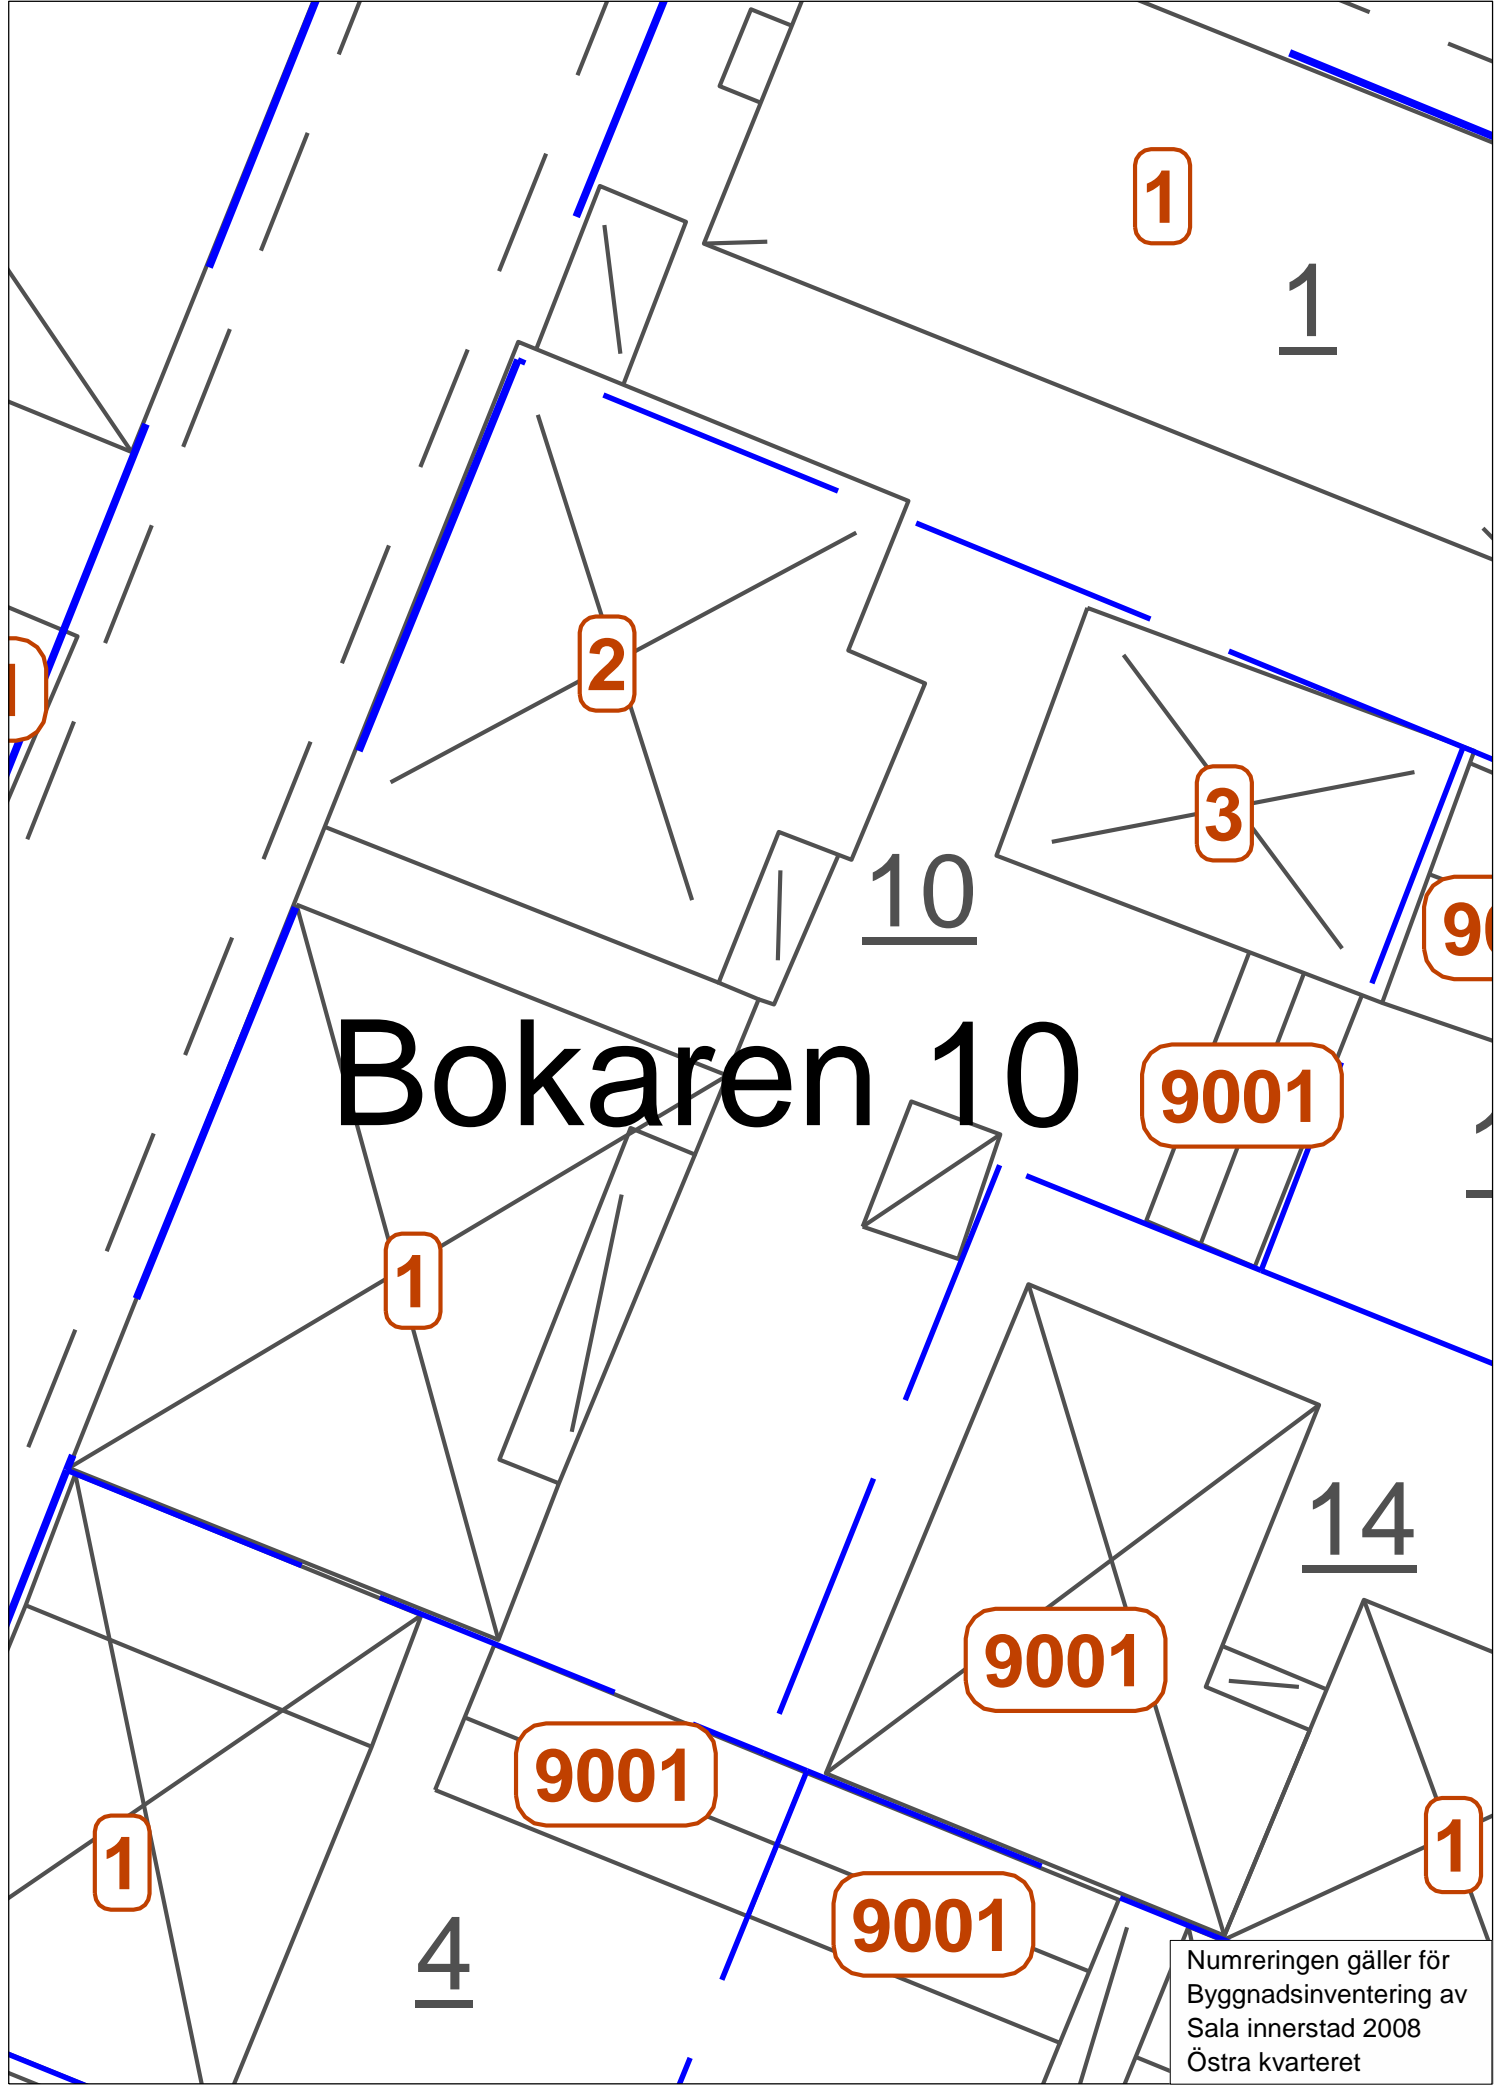 1
1
2
3
10
Bokaren 10
9001
1
14
9001
9001
1
1
9001
4
Numreringen gäller för
Byggnadsinventering av
Sala innerstad 2008
Östra kvarteret